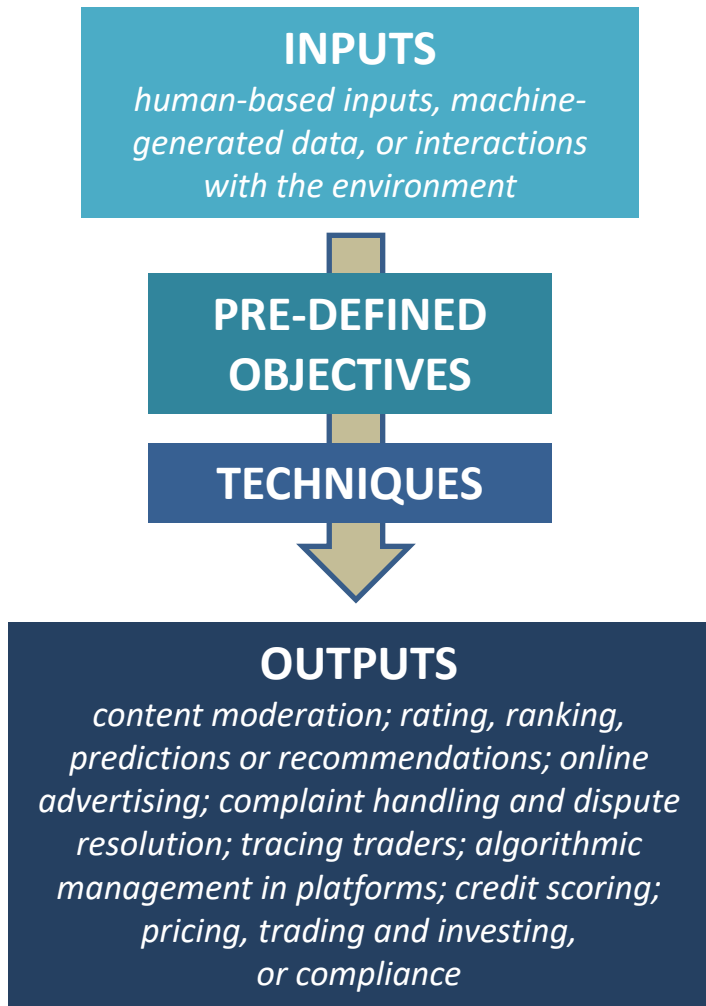 INPUTS
human-based inputs, machine-
generated data, or interactions
with the environment
PRE-DEFINED
OBJECTIVES
TECHNIQUES
OUTPUTS
content moderation; rating, ranking,
predictions or recommendations; online
advertising; complaint handling and dispute
resolution; tracing traders; algorithmic
management in platforms; credit scoring;
pricing, trading and investing,
or compliance